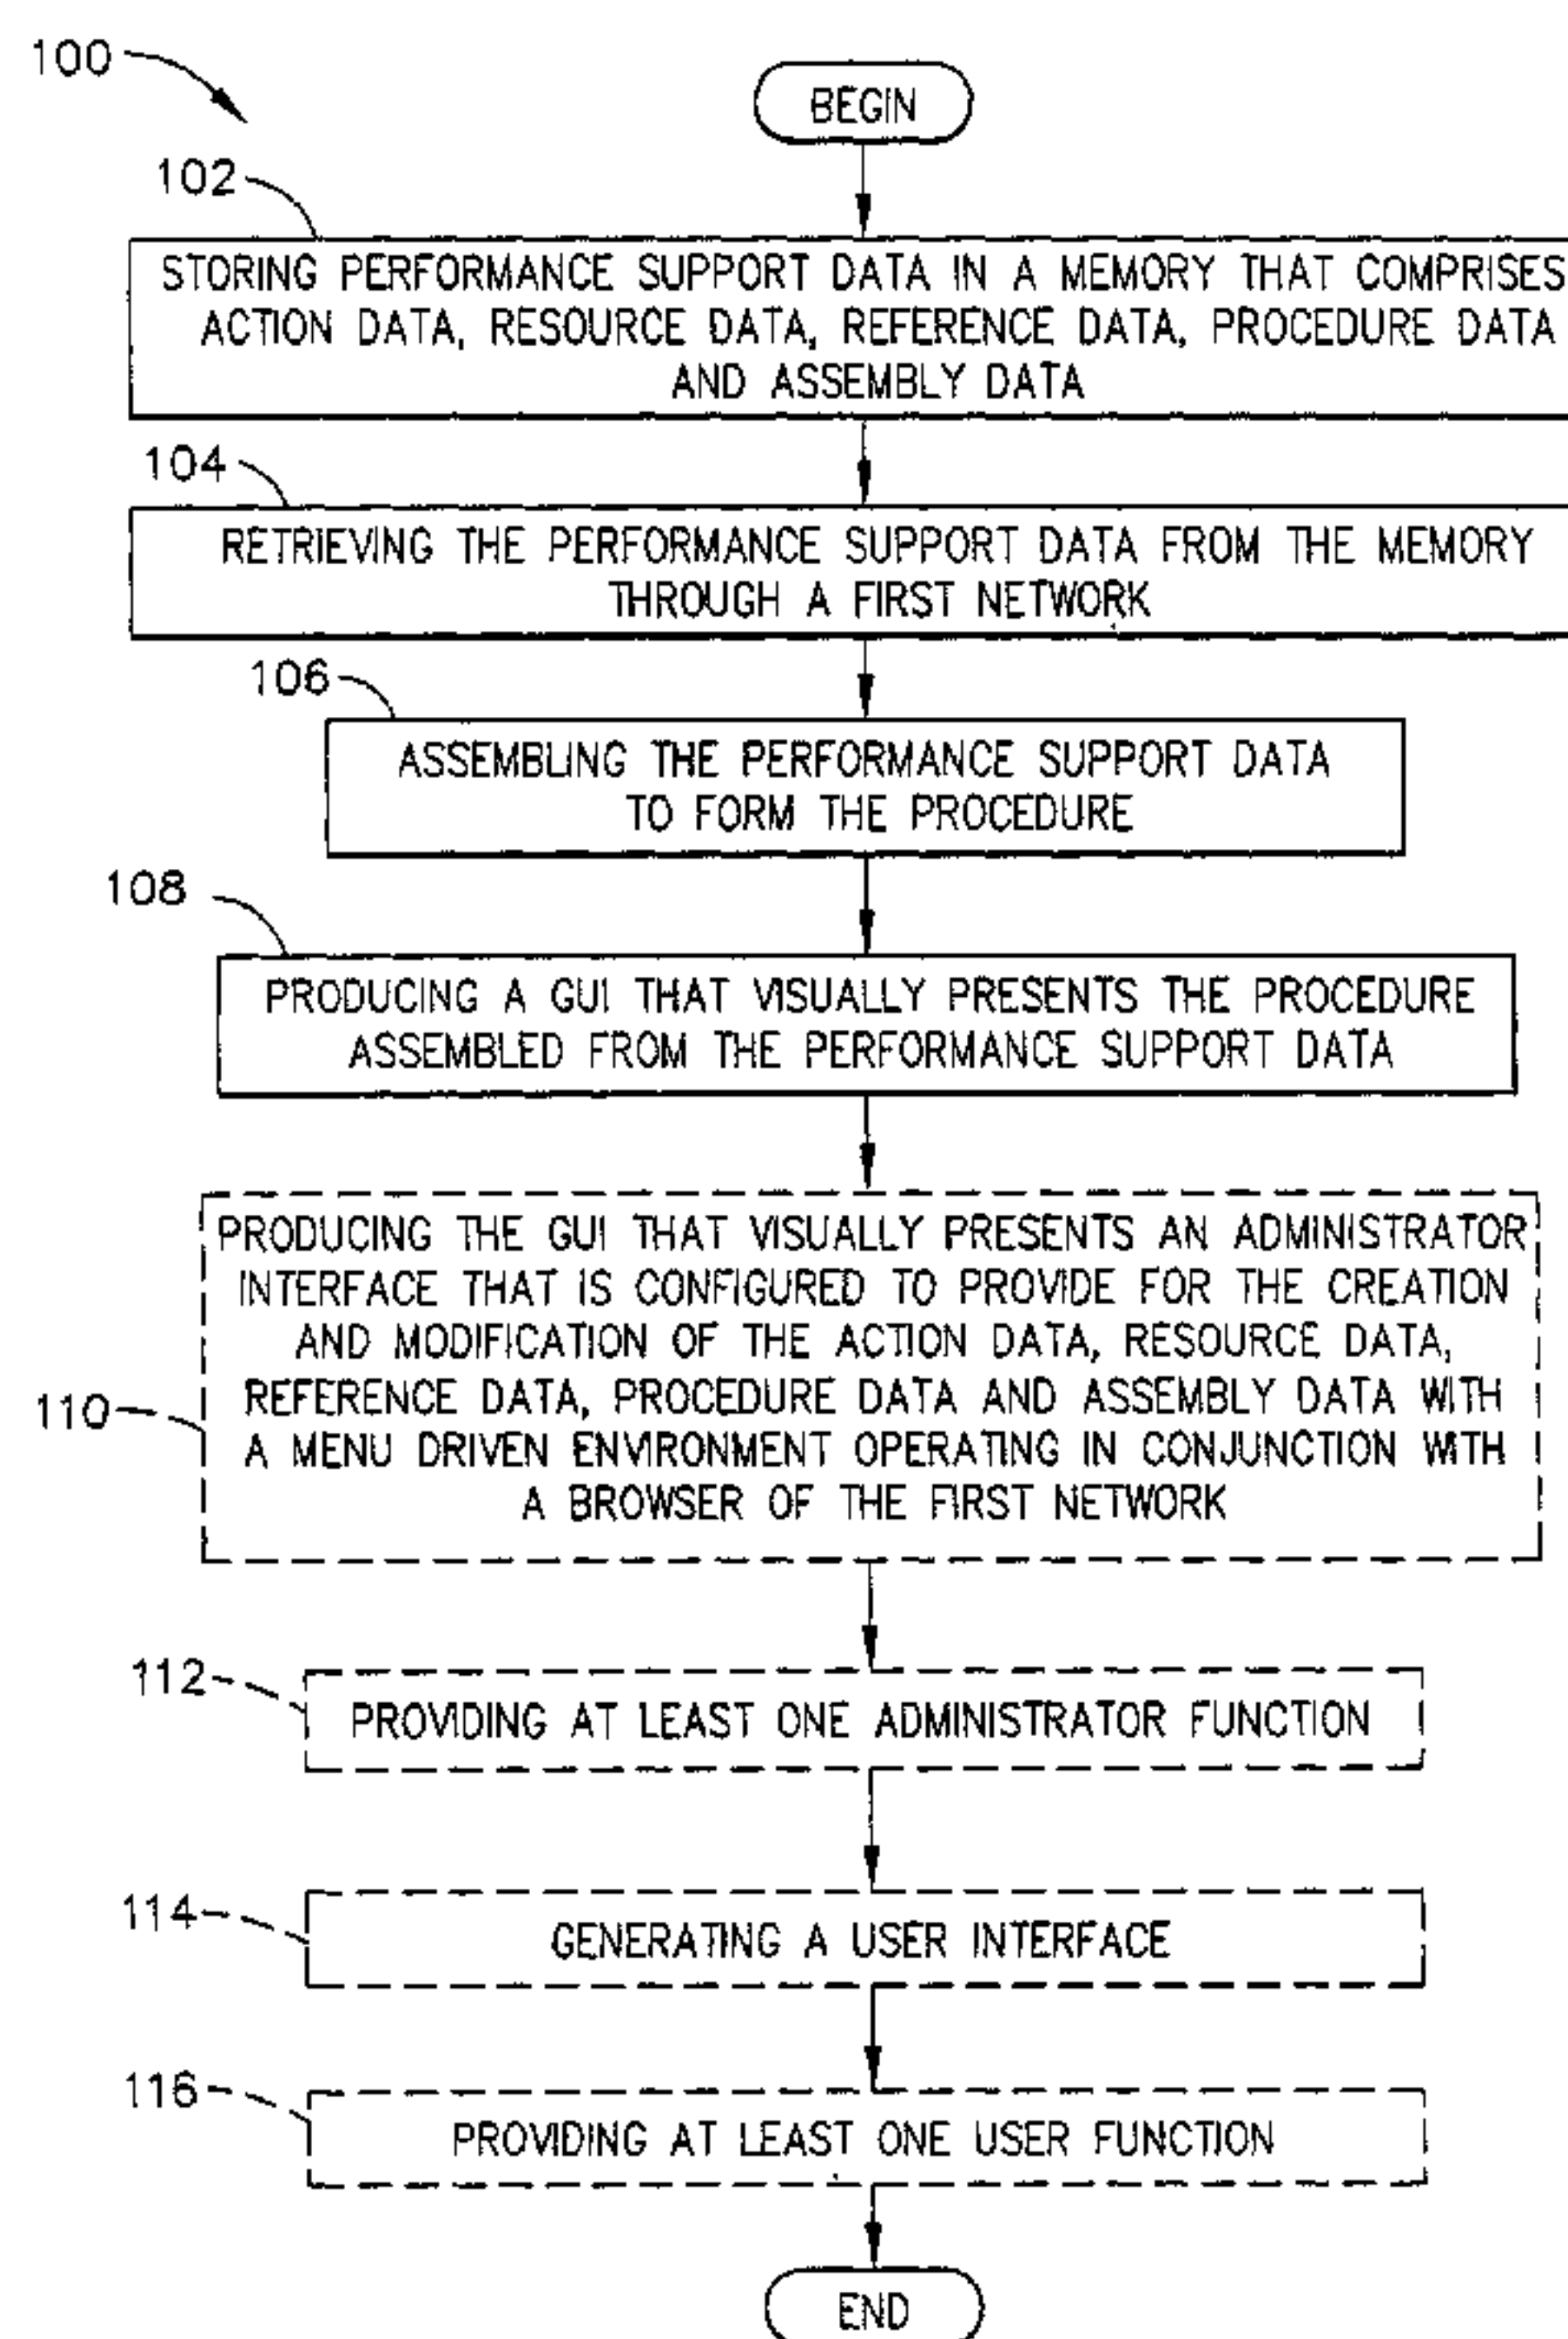 100
BEGIN
102
STORING PERFORMANCE SUPPORT DATA IN A MEMORY THAT COMPRISES
ACTION DATA, RESOURCE DATA, REFERENCE DATA, PROCEDURE DATA
AND ASSEMBLY DATA
104
RETRIEVING THE PERFORMANCE SUPPORT DATA FROM THE MEMORY
THROUGH A FIRST NETWORK
106
ASSEMBLING THE PERFORMANCE SUPPORT DATA
TO FORM THE PROCEDURE
108
PRODUCING A GUI THAT VISUALLY PRESENTS THE PROCEDURE
ASSEMBLED FROM THE PERFORMANCE SUPPORT DATA
110
PRODUCING THE GUI THAT VISUALLY PRESENTS AN ADMINISTRATOR
INTERFACE THAT IS CONFIGURED TO PROVIDE FOR THE CREATION
AND MODIFICATION OF THE ACTION DATA, RESOURCE DATA,
REFERENCE DATA, PROCEDURE DATA AND ASSEMBLY DATA WITH
A MENU DRIVEN ENVIRONMENT OPERATING IN CONJUNCTION WITH
A BROWSER OF THE FIRST NETWORK
112
PROVIDING AT LEAST ONE ADMINISTRATOR FUNCTION
114
GENERATING A USER INTERFACE
116
PROVIDING AT LEAST ONE USER FUNCTION
END